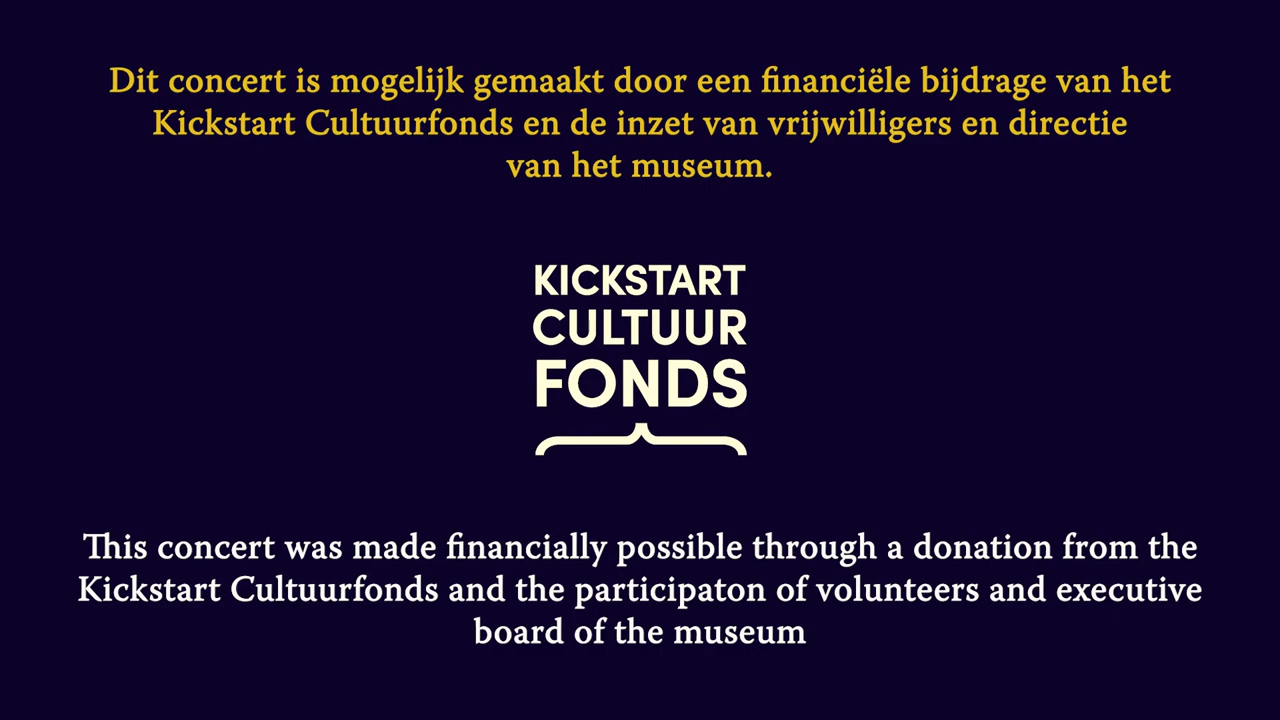 Dit concert is mogelijk gemaakt door een financiële bijdrage van het
Kickstart Cultuurfonds en de inzet van vrijwilligers en directie
van het museum.
KICKSTART
CULTUUR
FONDS
This concert was made financially possible through a donation from the
Kickstart Cultuurfonds and the participaton of volunteers and executive
board of the museum